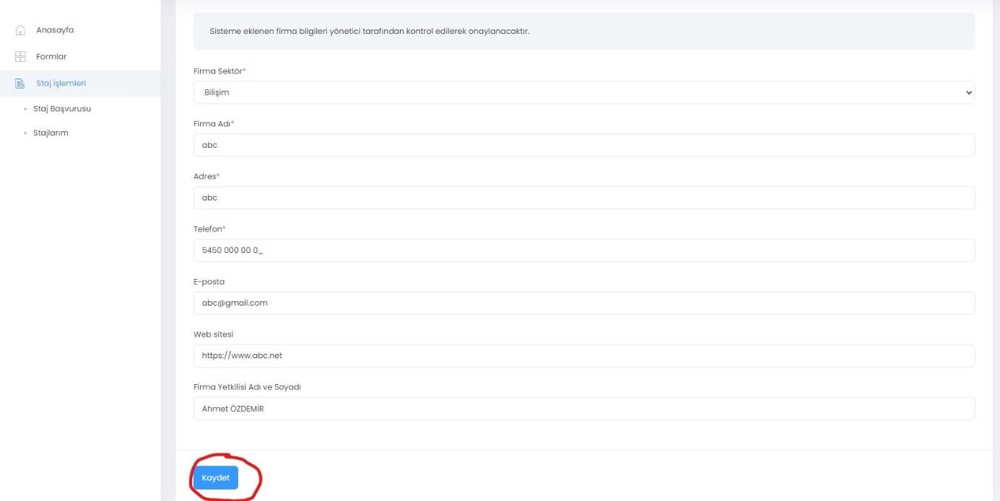 Anasayfa
Formlar
Staj İşlemleri
Staj Başvurusu
Stajlarım
Sisteme eklenen firma bilgileri yönetici tarafından kontrol edilerek onaylanacaktır.
Firma Sektör*
Bilişim
Firma Adı*
abc
Adres*
abc
Telefon*
5450 000 00 0_
E-posta
abc@gmail.com
Web sitesi
https://www.abc.net
Firma Yetkilisi Adı ve Soyadı
Ahmet ÖZDEMİR
Kaydet